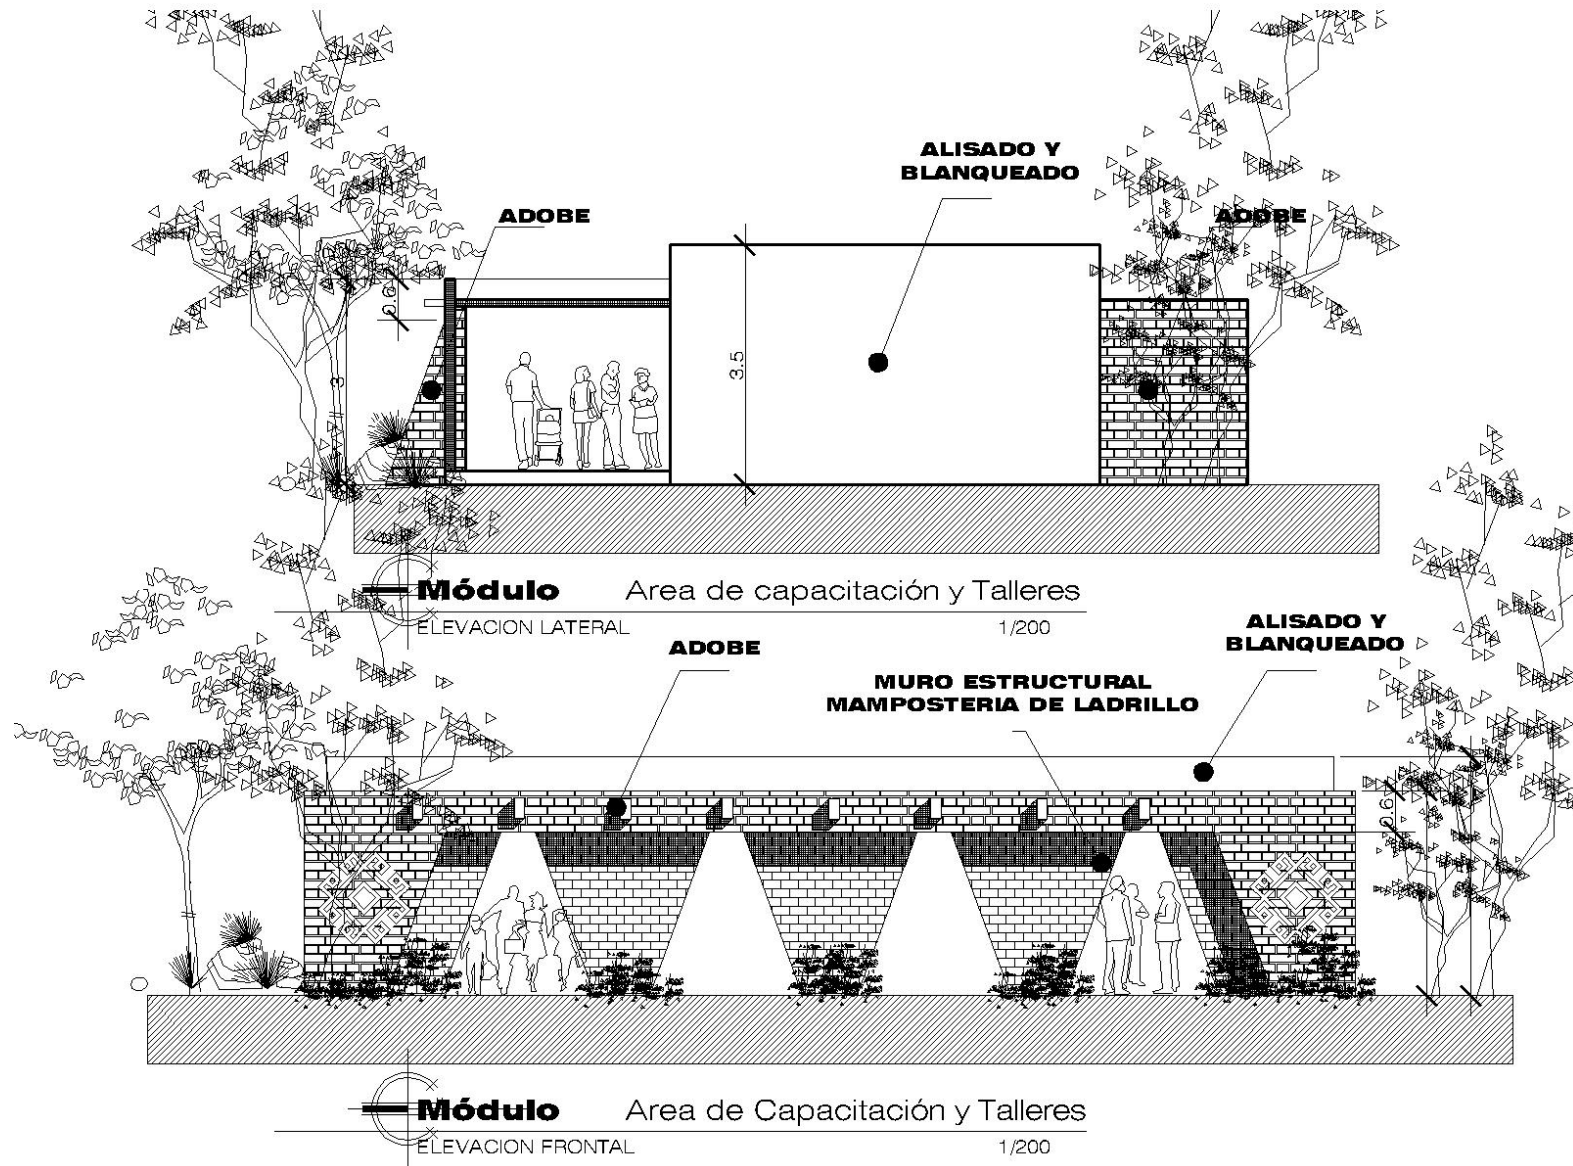 ALISADO Y
BLANQUEADO
ADOBE
ADOBE
0.6
3.5
3
Módulo Area de capacitación y Talleres
ELEVACION LATERAL 1/200
ALISADO Y
BLANQUEADO
ADOBE
MURO ESTRUCTURAL
MAMPOSTERIA DE LADRILLO
0.6
Módulo Area de Capacitación y Talleres
ELEVACION FRONTAL 1/200